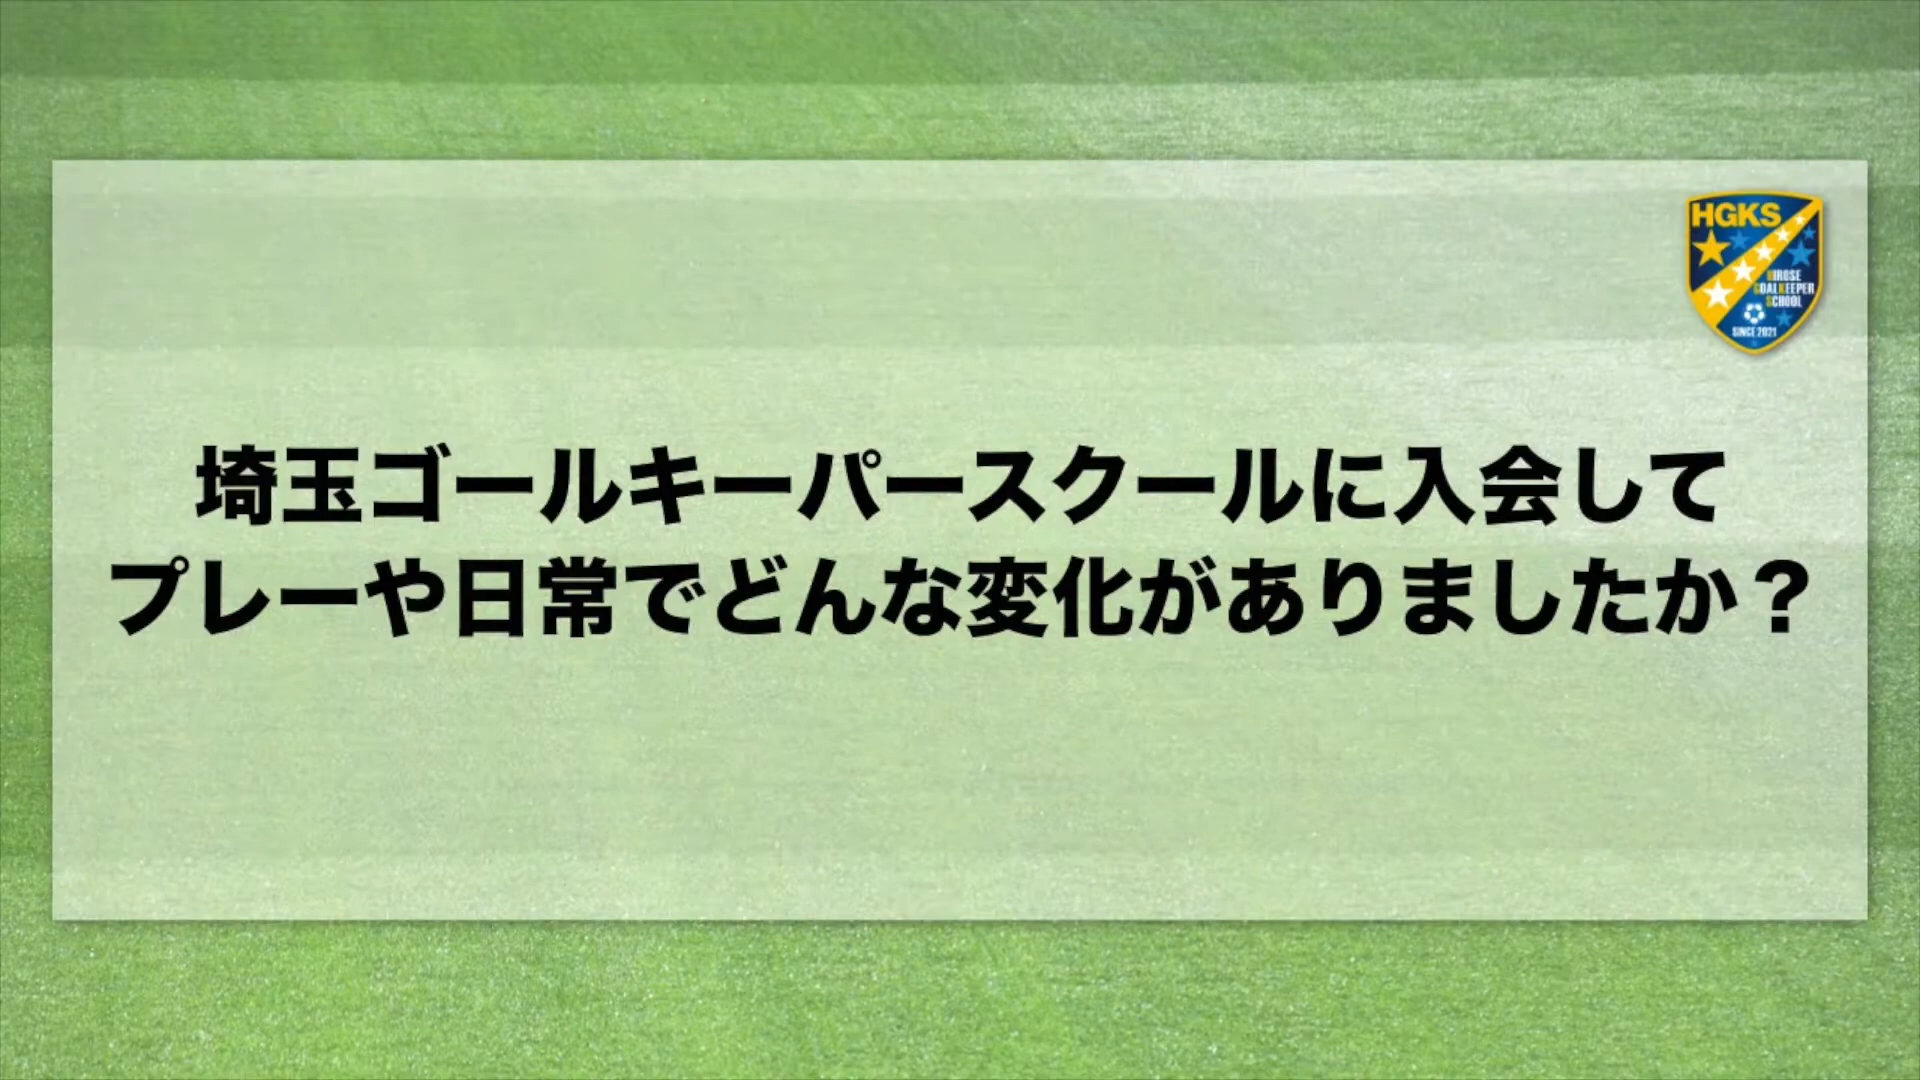 HGKS
HIROSE
GOALKEEPER
SCHOOL
SINCE 2021
埼玉ゴールキーパースクールに入会して
プレーや日常でどんな変化がありましたか？